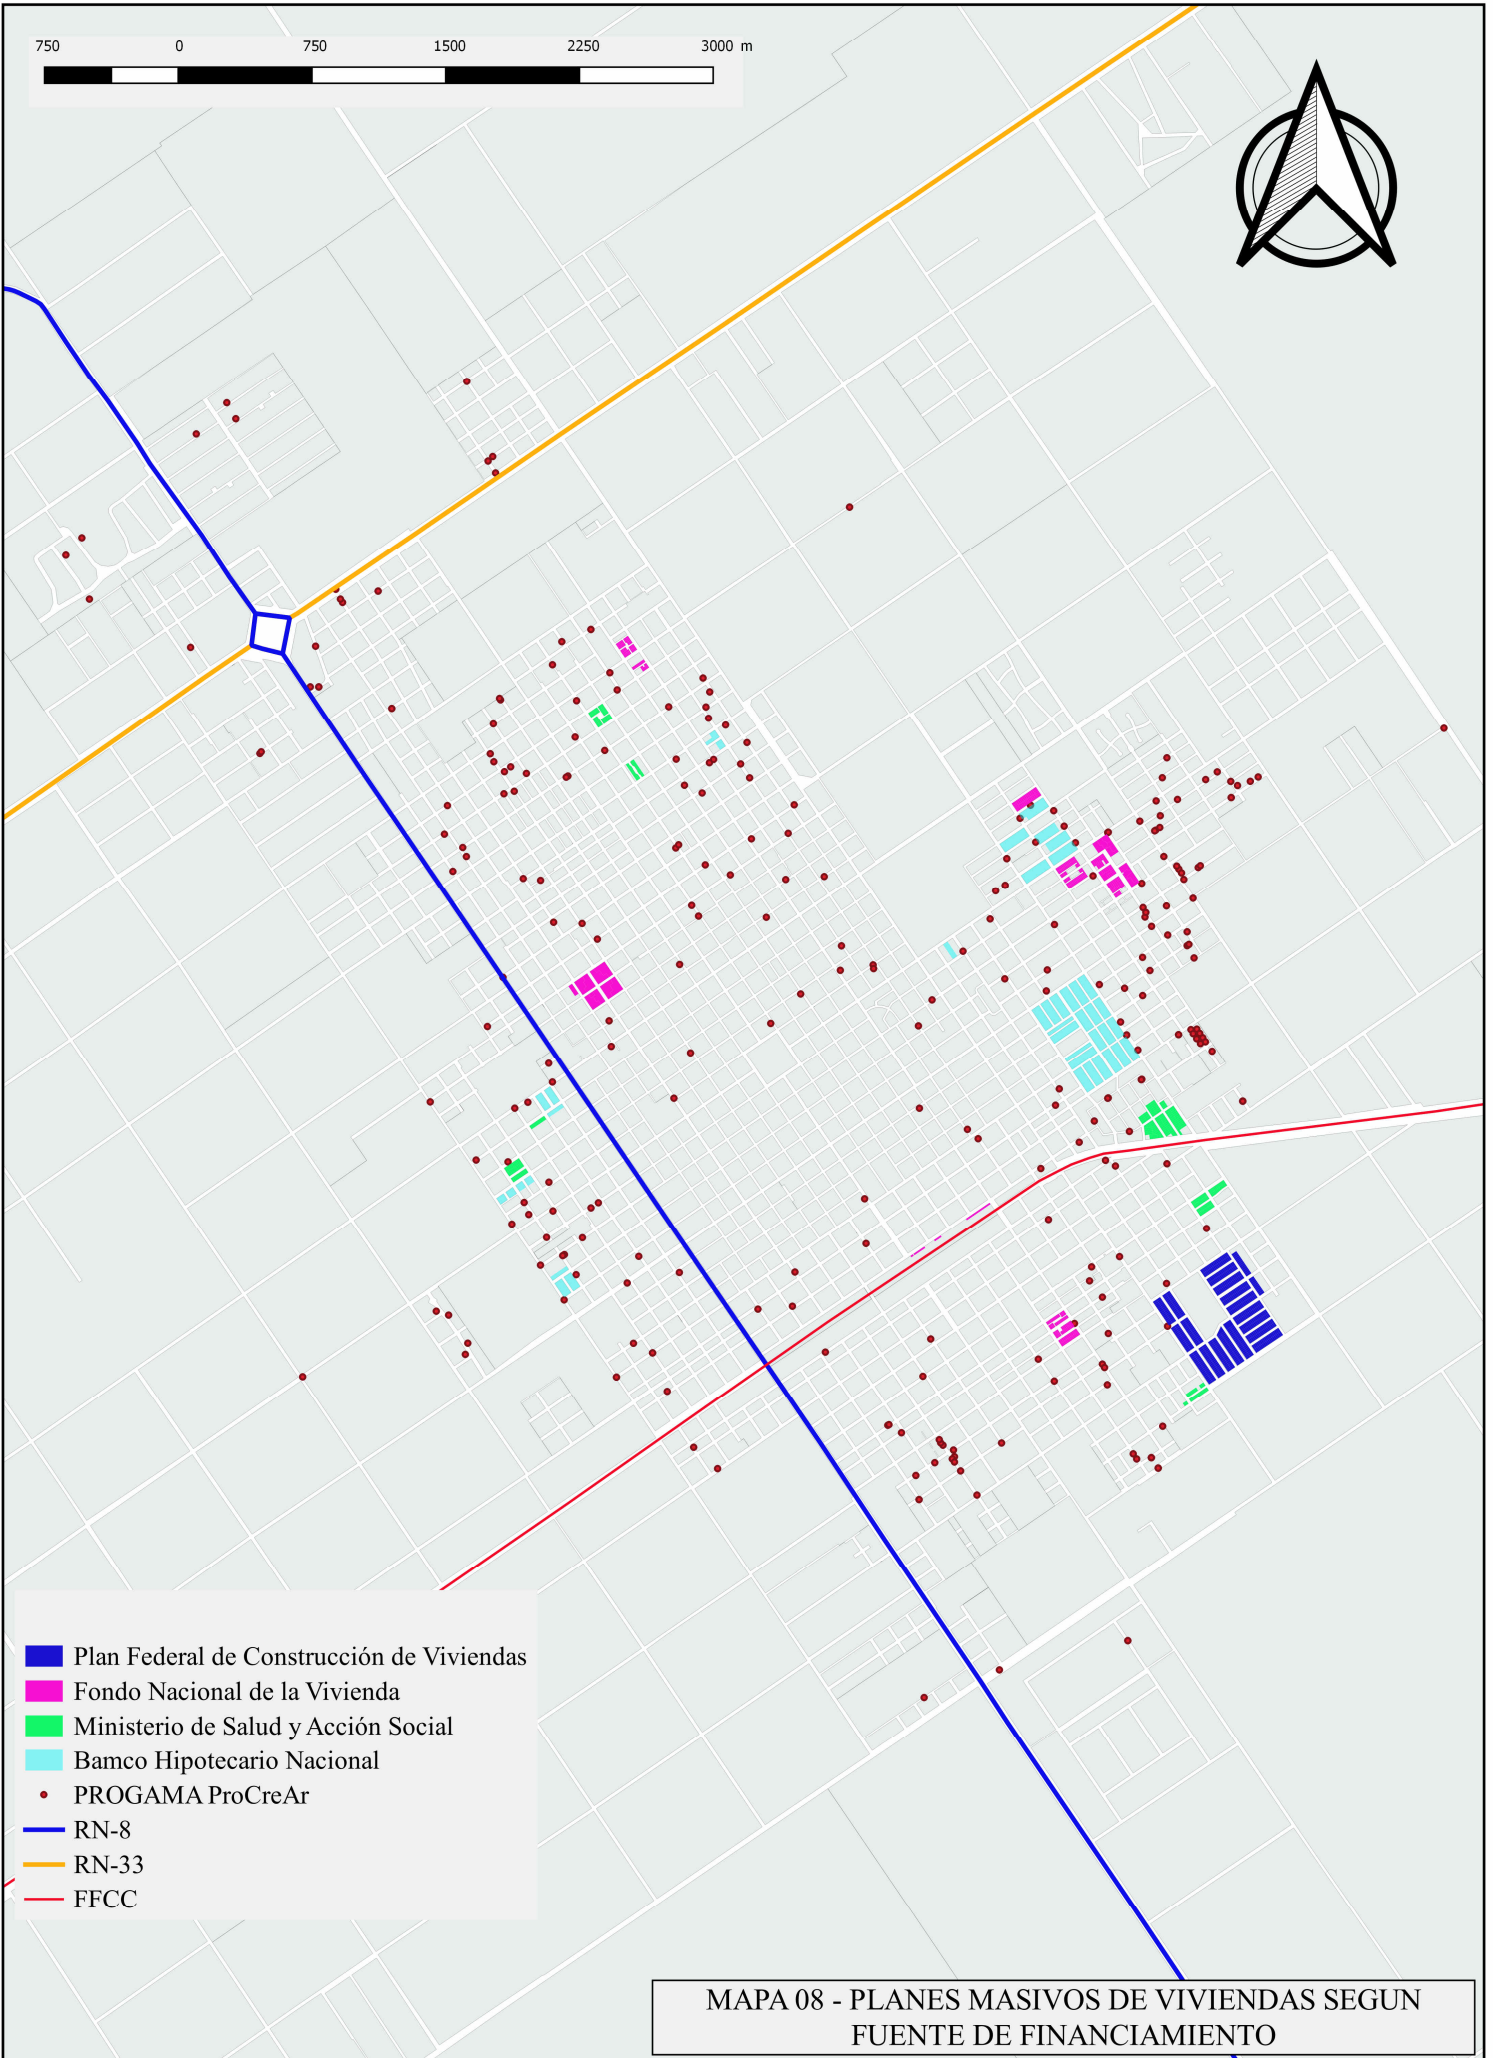 750 0 750 1500 2250 3000 m
Plan Federal de Construcción de Viviendas
Fondo Nacional de la Vivienda
Ministerio de Salud y Acción Social
Bamco Hipotecario Nacional
PROGAMA ProCreAr
RN-8
RN-33
FFCC
MAPA 08 - PLANES MASIVOS DE VIVIENDAS SEGUN
FUENTE DE FINANCIAMIENTO